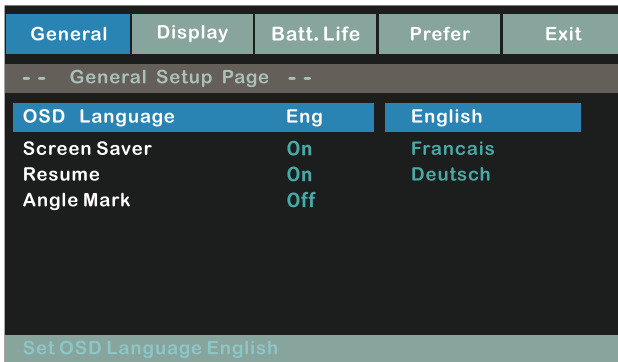 General Display Batt. Life Prefer Exit
-- General Setup Page --
OSD Language Eng English
Screen Saver On Francais
Resume On Deutsch
Angle Mark Off
Set OSD Language English